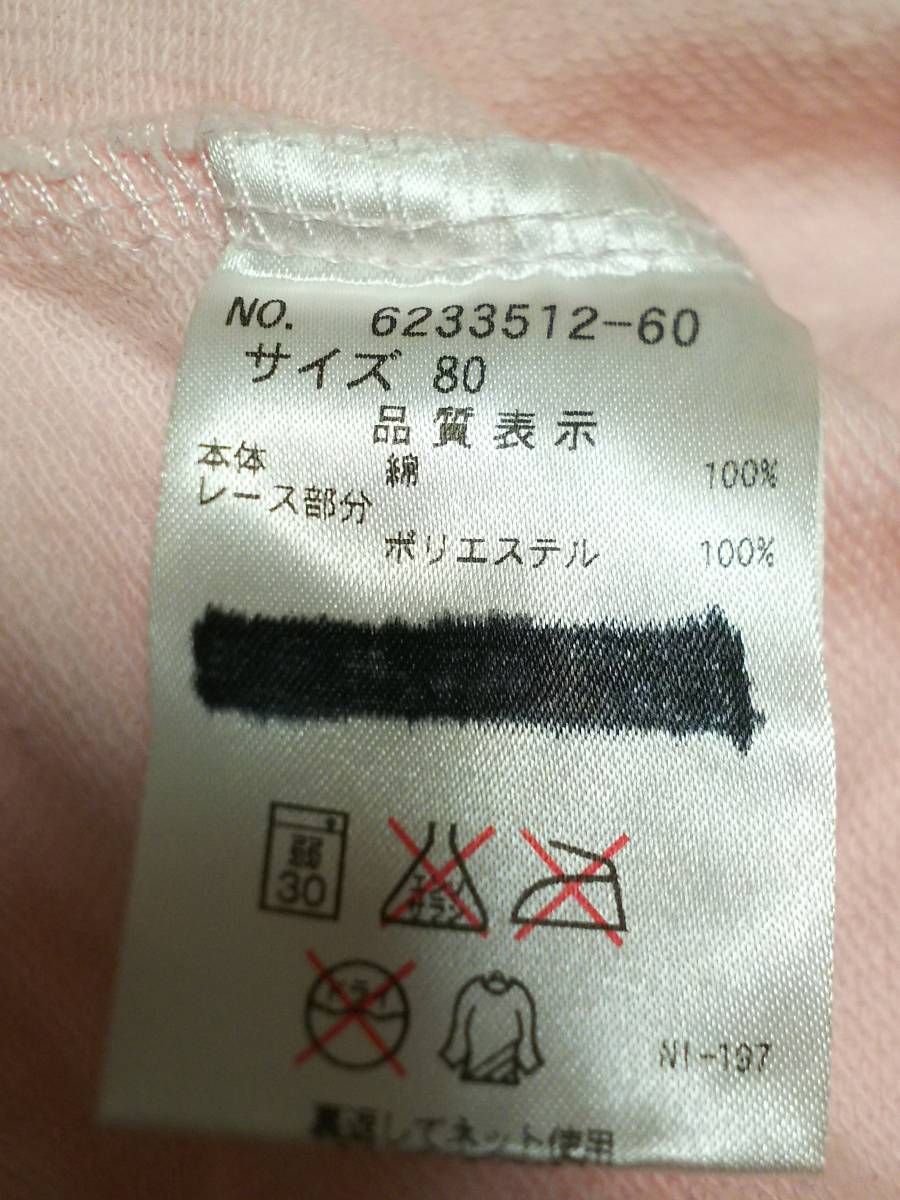 NO. 6233512-60
サイズ 80
品質表示
本体 綿 100%
レース部分
ポリエステル 100%
弱
30
エンソ
サラシ
ドライ
NI-197
裏返してネット使用